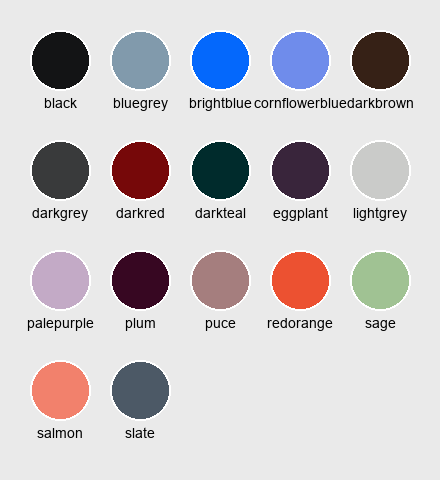 black bluegrey brightblue cornflowerblue darkbrown
darkgrey darkred darkteal eggplant lightgrey
palepurple plum puce redorange sage
salmon slate